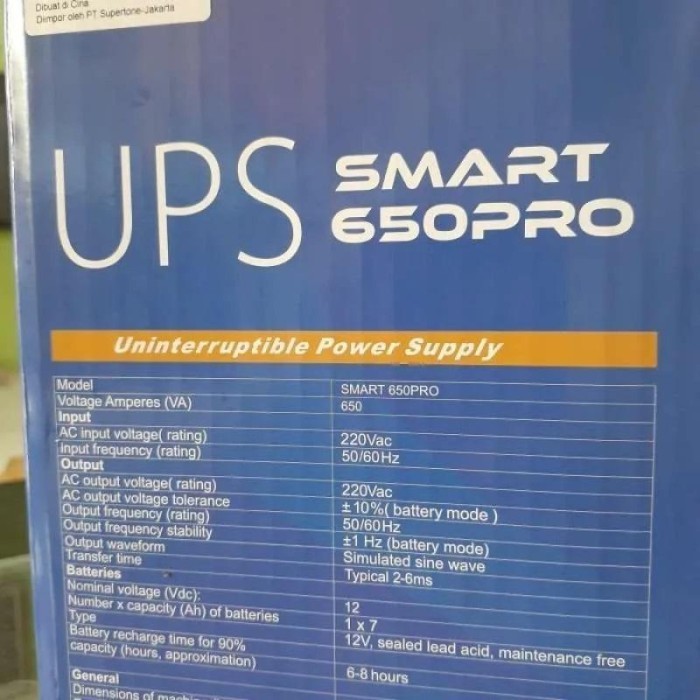 Dibuat di Cina
Diimpor oleh PT Supertone-Jakarta
UPS SMART
650PRO
Uninterruptible Power Supply
Model SMART 650PRO
Voltage Amperes (VA) 650
Input
AC input voltage( rating) 220Vac
Input frequency (rating) 50/60Hz
Output
AC output voltage( rating) 220Vac
AC output voltage tolerance ±10%( battery mode )
Output frequency (rating) 50/60Hz
Output frequency stability ±1 Hz (battery mode)
Output waveform Simulated sine wave
Transfer time Typical 2-6ms
Batteries
Nominal voltage (Vdc): 12
Number x capacity (Ah) of batteries 1 x 7
Type 12V, sealed lead acid, maintenance free
Battery recharge time for 90%
capacity (hours, approximation) 6-8 hours
General
Dimensions of